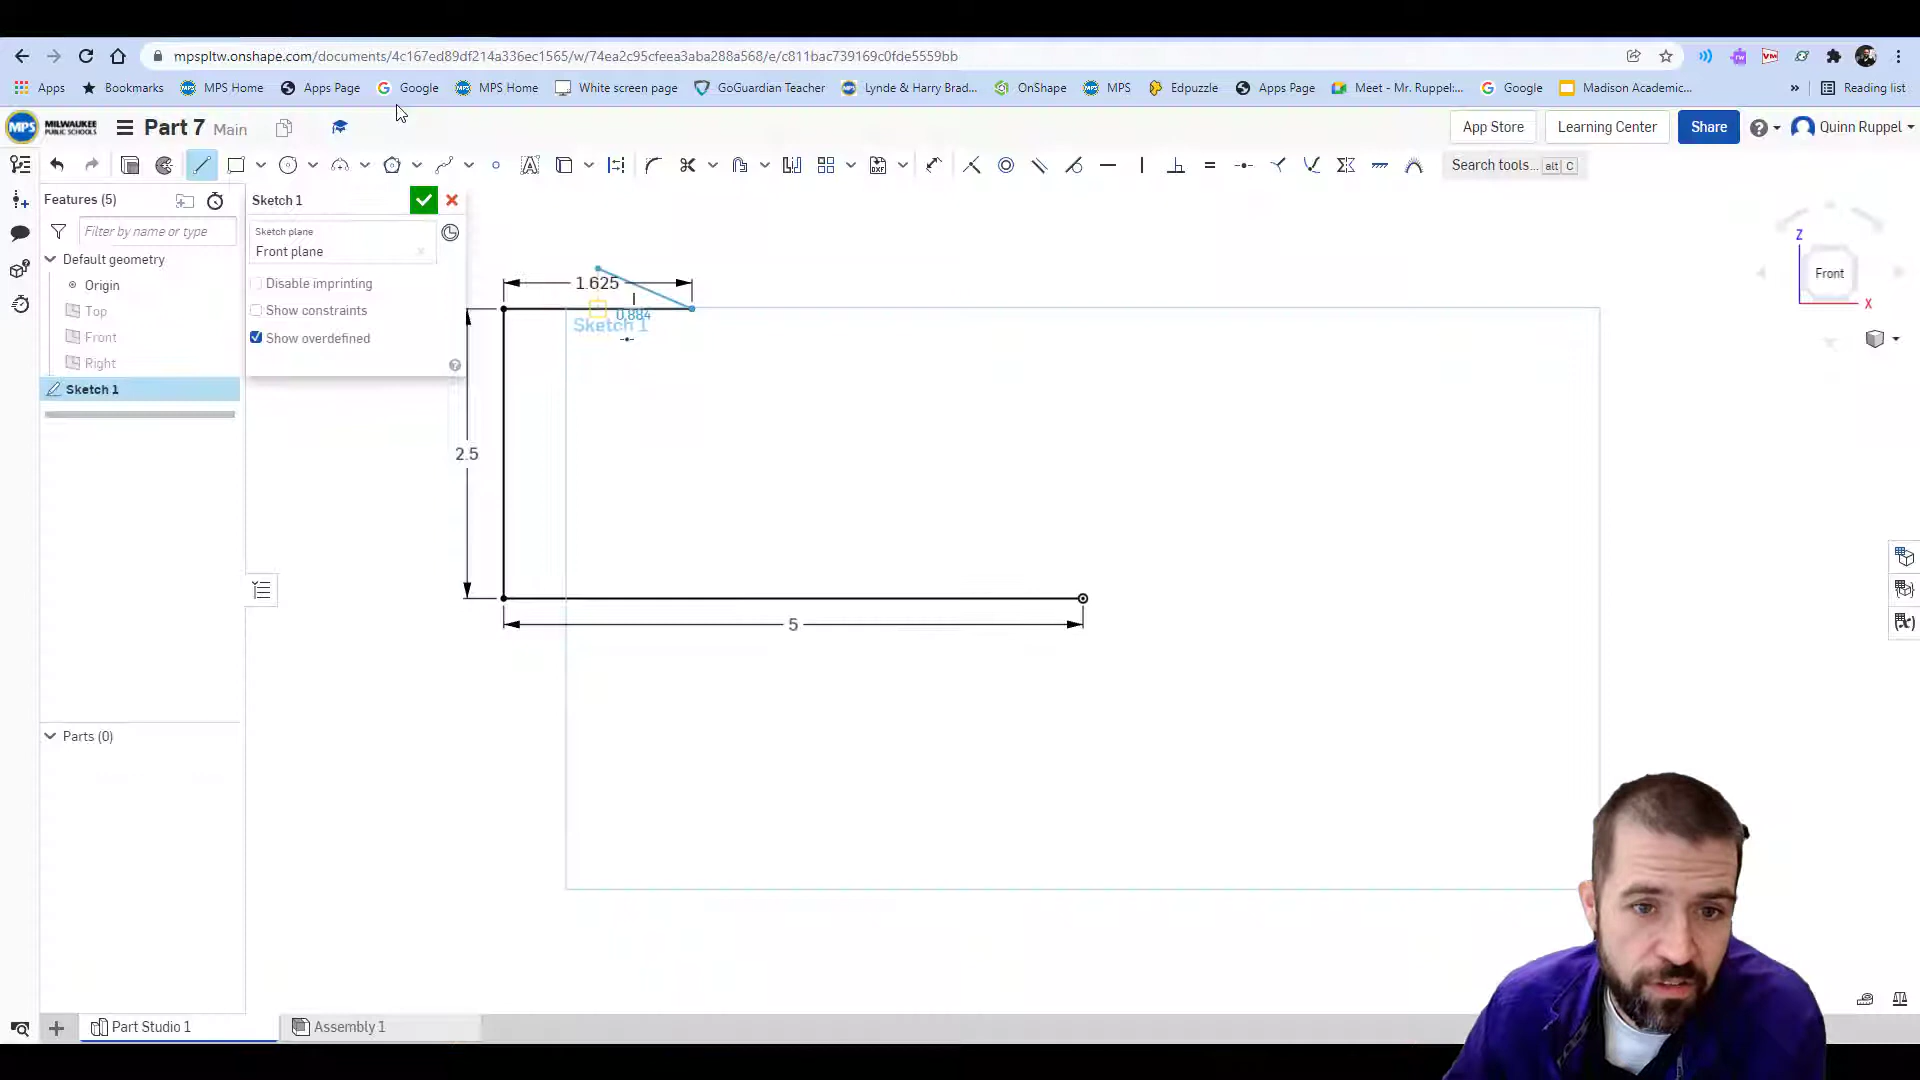 mpspltw.onshape.com/documents/4c167ed89df214a336ec1565/w/74ea2c95cfeea3aba288a568/e/c811bac739169c0fde5559bb
Apps Bookmarks MPS Home Apps Page Google MPS Home White screen page GoGuardian Teacher Lynde & Harry Brad... OnShape MPS Edpuzzle Apps Page Meet - Mr. Ruppel:... Google Madison Academic... » Reading list
MPS MILWAUKEE PUBLIC SCHOOLS Part 7 Main App Store Learning Center Share Quinn Ruppel
Search tools... alt C
Features (5)
Filter by name or type
Default geometry
Origin
Top
Front
Right
Sketch 1
Parts (0)
Sketch 1
Sketch plane
Front plane
Disable imprinting
Show constraints
Show overdefined
1.625
0.884
Sketch 1
2.5
5
Z
Front
X
Part Studio 1 Assembly 1